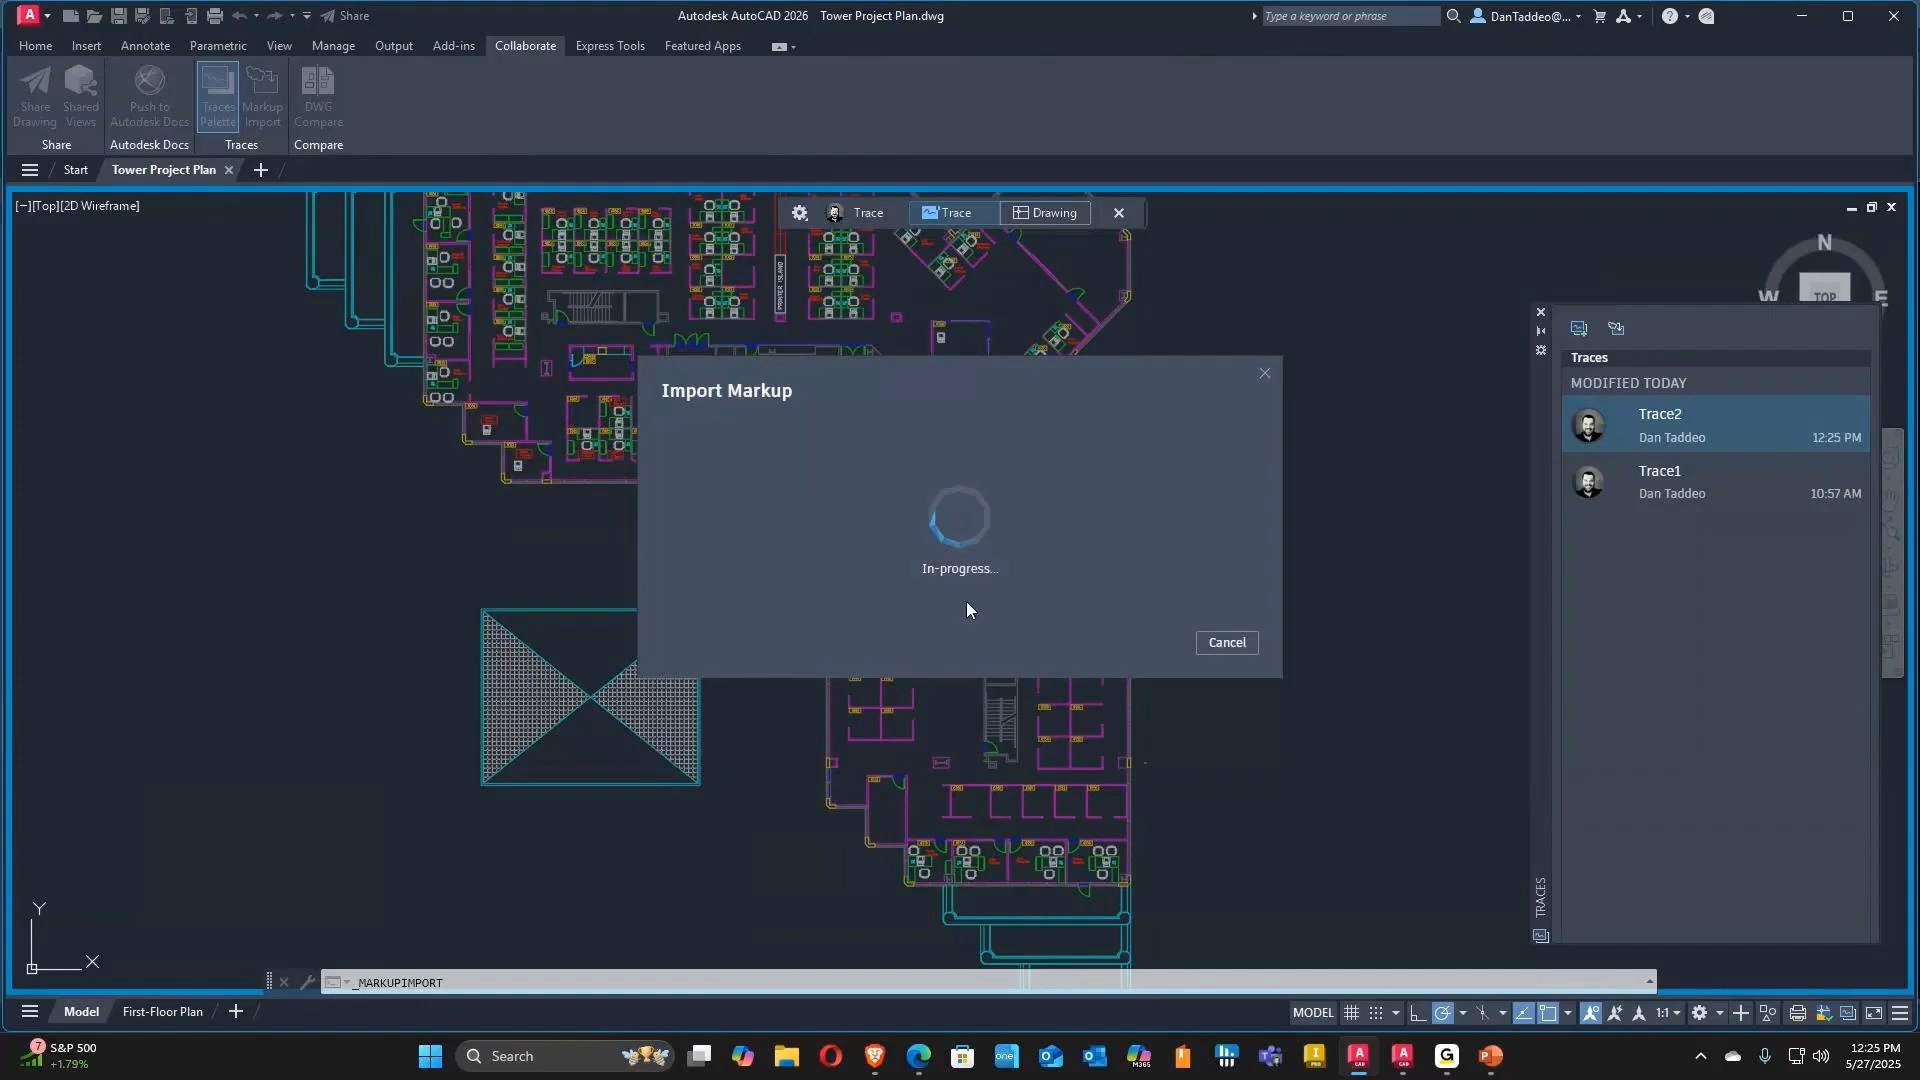 Share
Autodesk AutoCAD 2026 Tower Project Plan.dwg
Type a keyword or phrase
DanTaddeo@...
Home Insert Annotate Parametric View Manage Output Add-ins Collaborate Express Tools Featured Apps
Share Drawing
Shared Views
Push to Autodesk Docs
Traces Palette
Markup Import
DWG Compare
Share Autodesk Docs Traces Compare
Start Tower Project Plan
[−][Top][2D Wireframe]
Trace Trace Drawing
N
W TOP E
Import Markup
In-progress...
Cancel
Traces
MODIFIED TODAY
Trace2
Dan Taddeo 12:25 PM
Trace1
Dan Taddeo 10:57 AM
TRACES
Y
X
_MARKUPIMPORT
Model First-Floor Plan
MODEL 1:1
7 S&P 500
+1.79%
Search
12:25 PM
5/27/2025